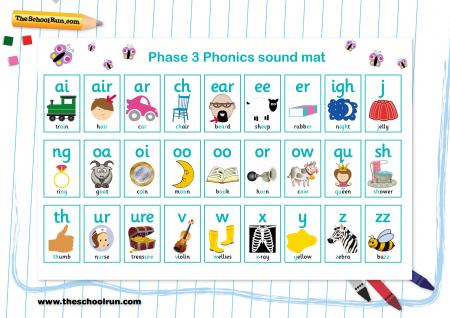 TheSchoolRun.com
Phase 3 Phonics sound mat
ai air ar ch ear ee er igh j
train hair car chair beard sheep rubber night jelly
ng oa oi oo oo or ow qu sh
ring goat coin moon book horn cow queen shower
th ur ure v w x y z zz
thumb nurse treasure violin wellies x-ray yellow zebra buzz
www.theschoolrun.com